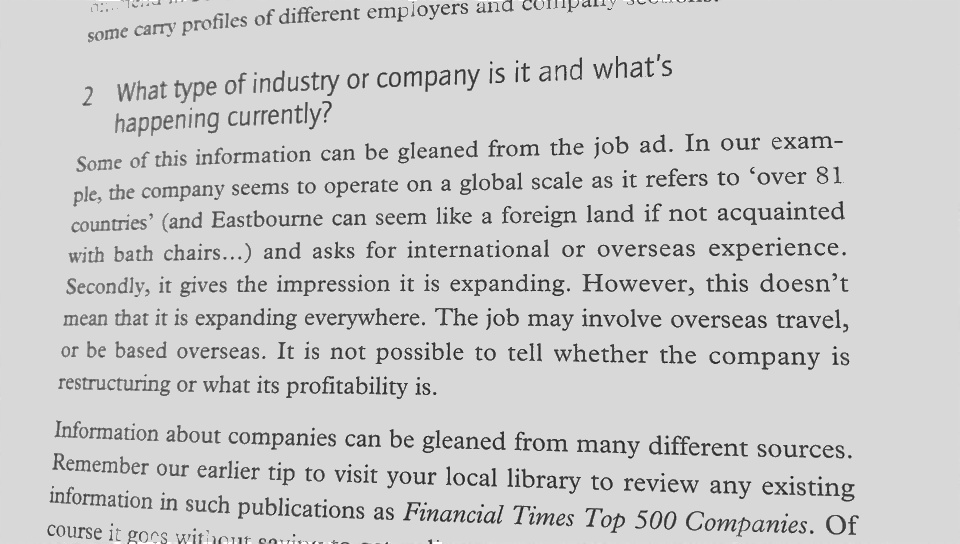 some carry profiles of different employers and company sections.
2 What type of industry or company is it and what's
happening currently?
Some of this information can be gleaned from the job ad. In our exam-
ple, the company seems to operate on a global scale as it refers to ‘over 81
countries’ (and Eastbourne can seem like a foreign land if not acquainted
with bath chairs...) and asks for international or overseas experience.
Secondly, it gives the impression it is expanding. However, this doesn’t
mean that it is expanding everywhere. The job may involve overseas travel,
or be based overseas. It is not possible to tell whether the company is
restructuring or what its profitability is.
Information about companies can be gleaned from many different sources.
Remember our earlier tip to visit your local library to review any existing
information in such publications as Financial Times Top 500 Companies. Of
course it goes without saying to